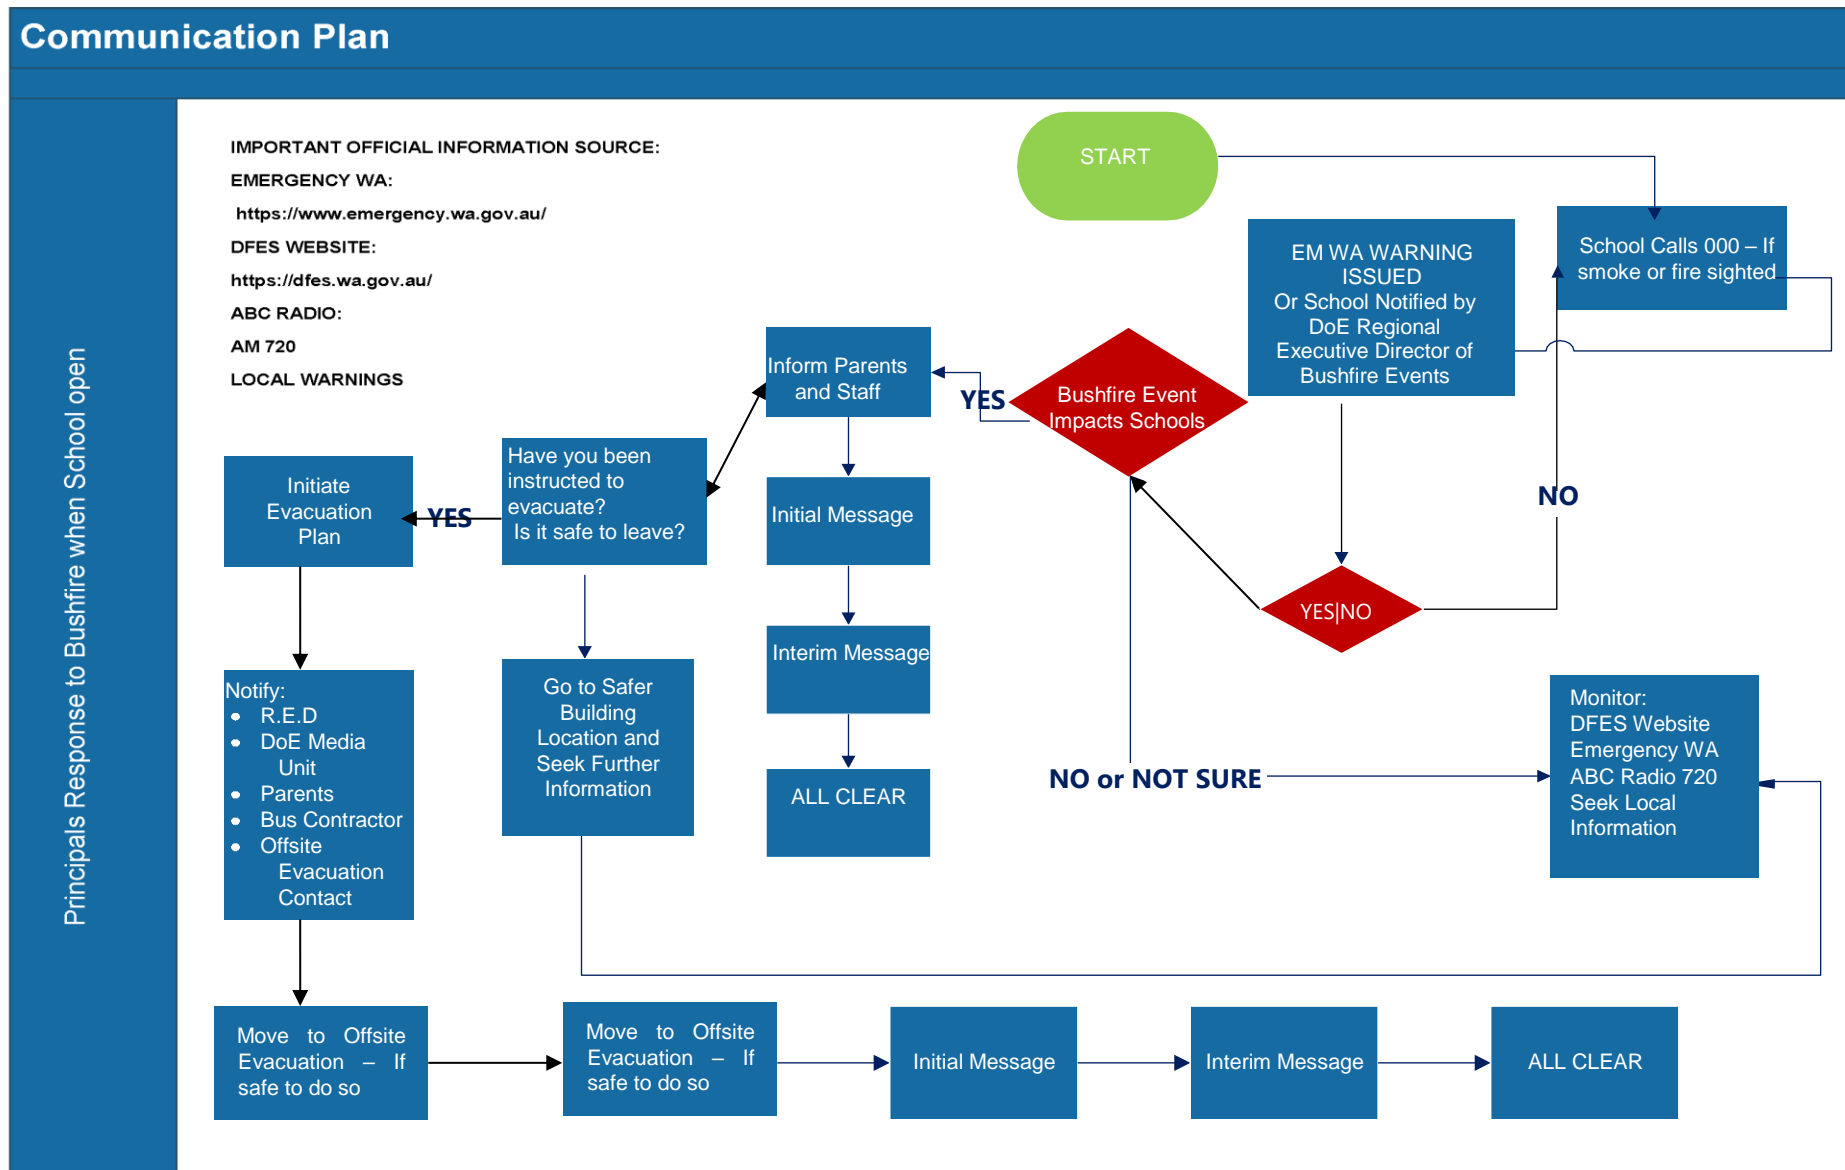 Communication Plan
Principals Response to Bushfire when School open
IMPORTANT OFFICIAL INFORMATION SOURCE:
EMERGENCY WA:
https://www.emergency.wa.gov.au/
DFES WEBSITE:
https://dfes.wa.gov.au/
ABC RADIO:
AM 720
LOCAL WARNINGS
START
School Calls 000 – If
smoke or fire sighted
EM WA WARNING
ISSUED
Or School Notified by
DoE Regional
Executive Director of
Bushfire Events
YES|NO
NO
Bushfire Event
Impacts Schools
YES
NO or NOT SURE
Monitor:
DFES Website
Emergency WA
ABC Radio 720
Seek Local
Information
Inform Parents
and Staff
Initial Message
Interim Message
ALL CLEAR
Have you been
instructed to
evacuate?
Is it safe to leave?
YES
Go to Safer
Building
Location and
Seek Further
Information
Initiate
Evacuation
Plan
Notify:
• R.E.D
• DoE Media
Unit
• Parents
• Bus Contractor
• Offsite
Evacuation
Contact
Move to Offsite
Evacuation – If
safe to do so
Move to Offsite
Evacuation – If
safe to do so
Initial Message
Interim Message
ALL CLEAR